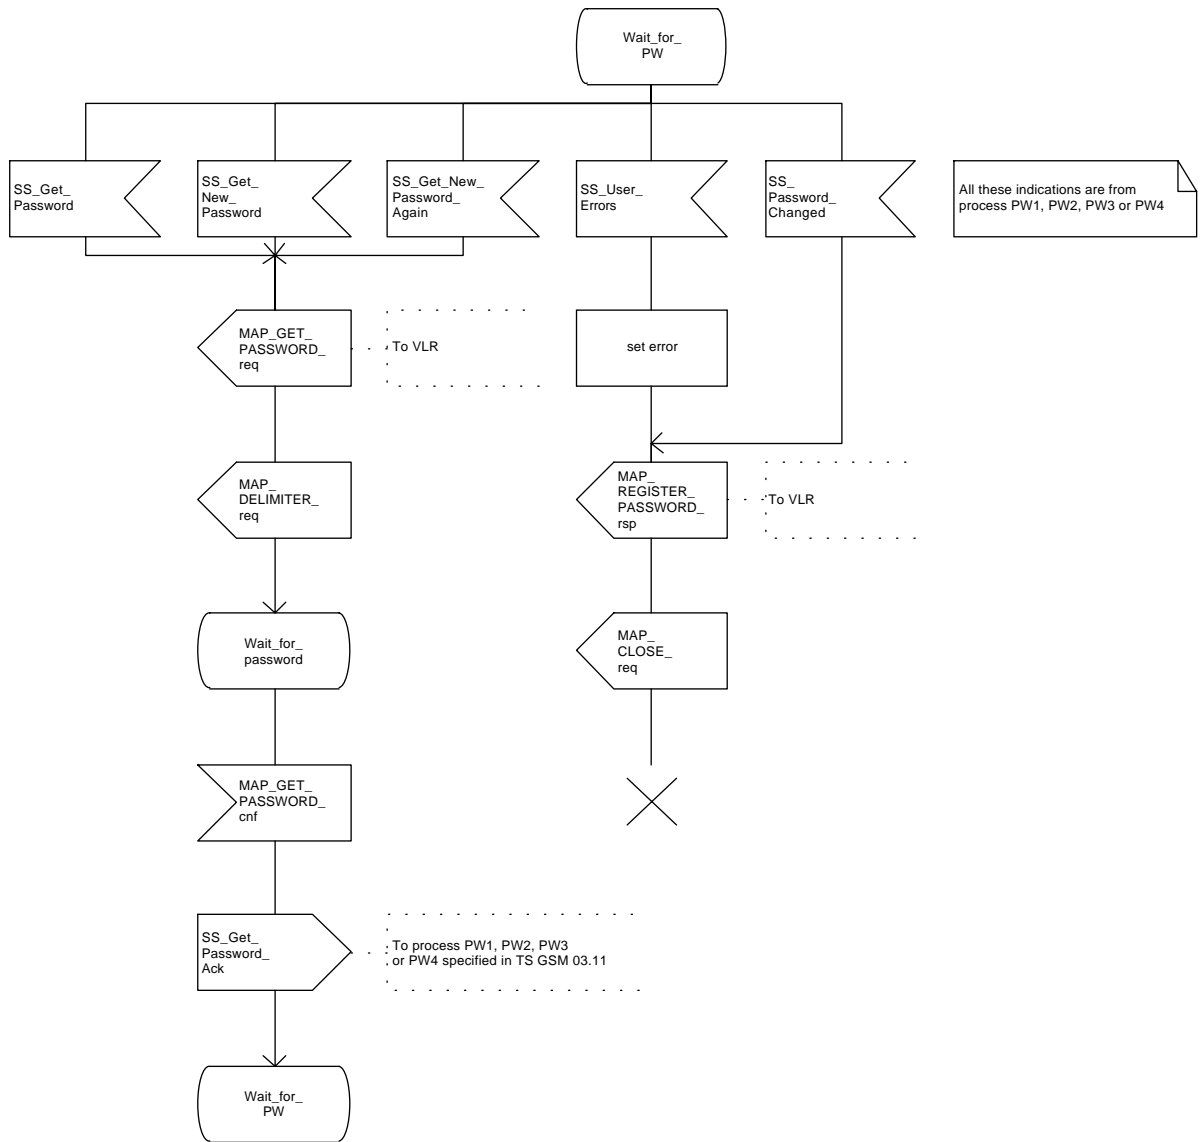 Wait_for_
PW
SS_Get_
Password
SS_Get_
New_
Password
SS_Get_New_
Password_
Again
SS_User_
Errors
SS_
Password_
Changed
All these indications are from
process PW1, PW2, PW3 or PW4
MAP_GET_
PASSWORD_
req
To VLR
set error
MAP_
DELIMITER_
req
MAP_
REGISTER_
PASSWORD_
rsp
To VLR
Wait_for_
password
MAP_
CLOSE_
req
MAP_GET_
PASSWORD_
cnf
SS_Get_
Password_
Ack
To process PW1, PW2, PW3
or PW4 specified in TS GSM 03.11
Wait_for_
PW